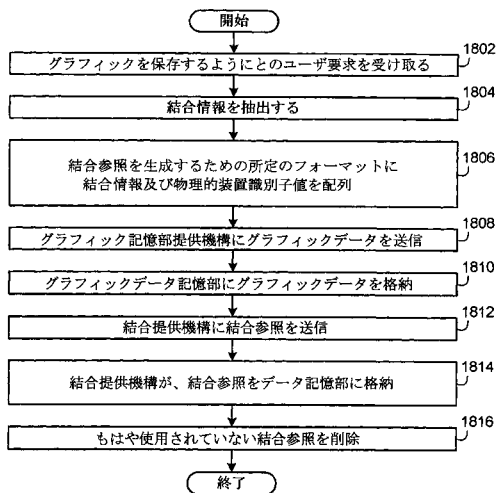 開始
1802
グラフィックを保存するようにとのユーザ要求を受け取る
1804
結合情報を抽出する
1806
結合参照を生成するための所定のフォーマットに
結合情報及び物理的装置識別子値を配列
1808
グラフィック記憶部提供機構にグラフィックデータを送信
1810
グラフィックデータ記憶部にグラフィックデータを格納
1812
結合提供機構に結合参照を送信
1814
結合提供機構が、結合参照をデータ記憶部に格納
1816
もはや使用されていない結合参照を削除
終了